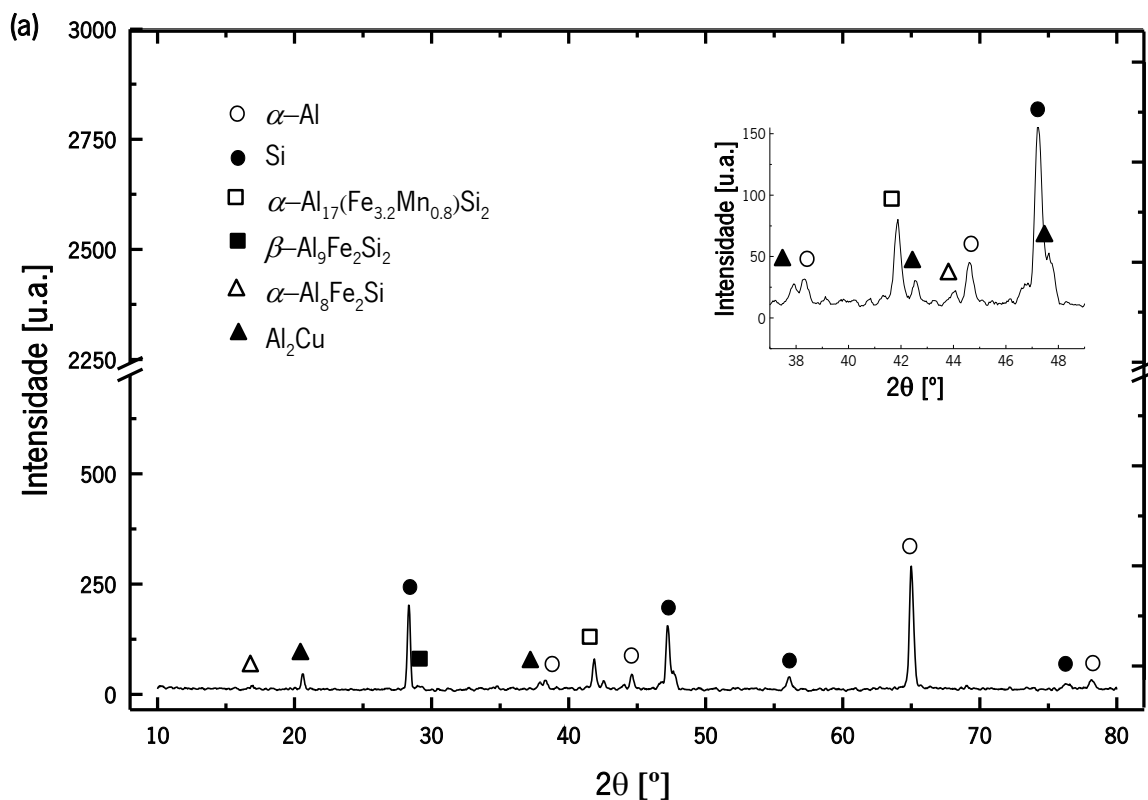 (a)
3000
2750
2500
2250
500
250
0
Intensidade [u.a.]
α–Al
Si
α–Al17(Fe3.2Mn0.8)Si2
β–Al9Fe2Si2
α–Al8Fe2Si
Al2Cu
150
100
50
0
Intensidade [u.a.]
38 40 42 44 46 48
2θ [º]
10 20 30 40 50 60 70 80
2θ [º]